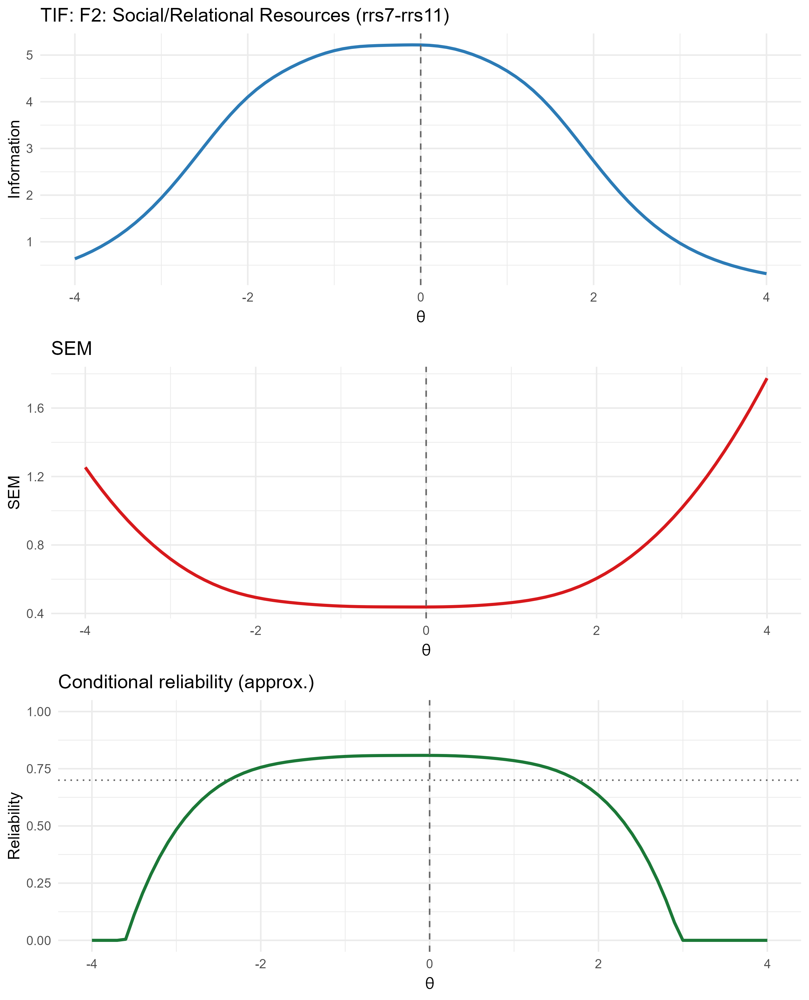 TIF: F2: Social/Relational Resources (rrs7-rrs11)
5
4
3
2
1
Information
-4 -2 0 2 4
θ
SEM
1.6
1.2
0.8
0.4
SEM
-4 -2 0 2 4
θ
Conditional reliability (approx.)
1.00
0.75
0.50
0.25
0.00
Reliability
-4 -2 0 2 4
θ